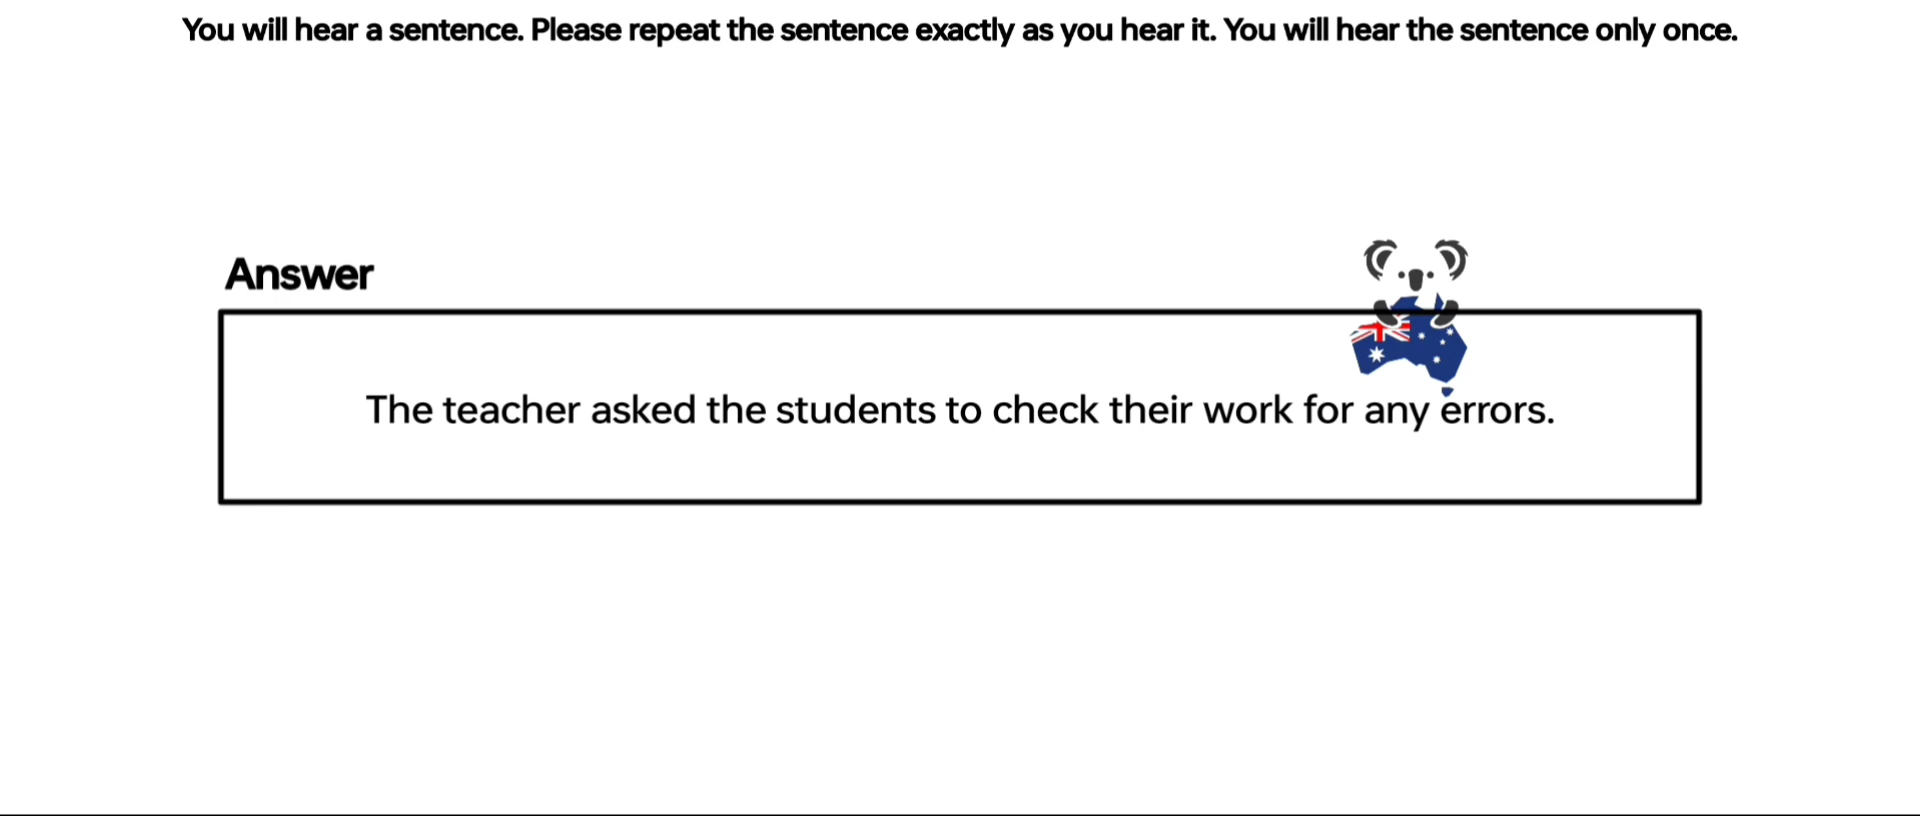 You will hear a sentence. Please repeat the sentence exactly as you hear it. You will hear the sentence only once.
Answer
The teacher asked the students to check their work for any errors.